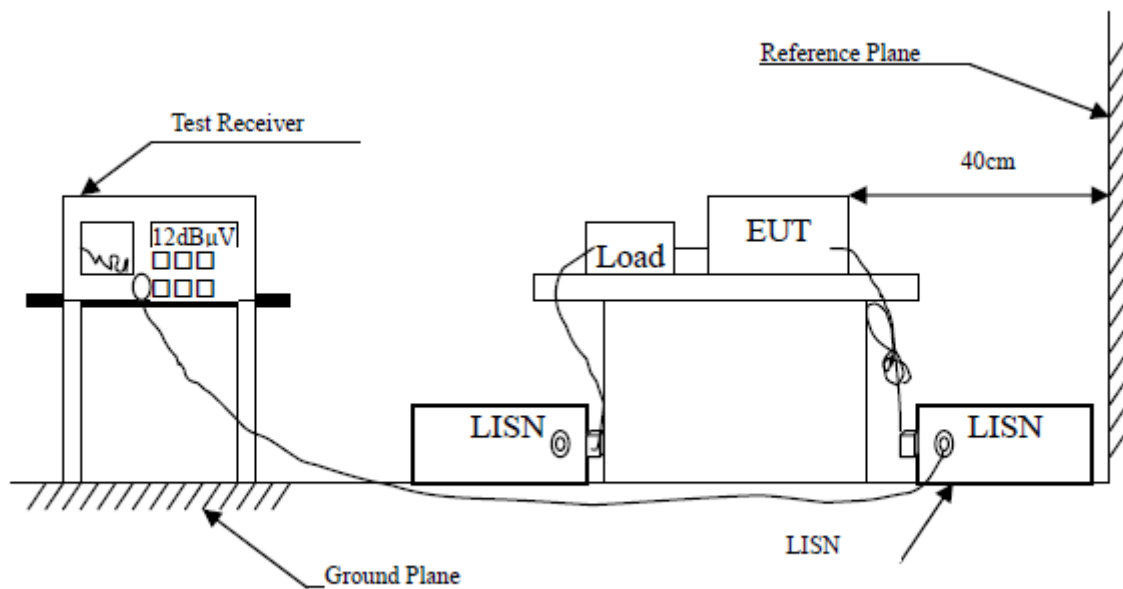 Reference Plane
Test Receiver
40cm
12dBµV
Load
EUT
LISN
LISN
LISN
Ground Plane